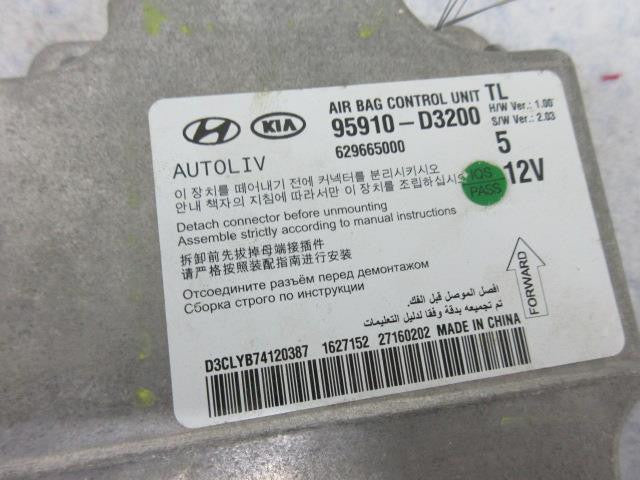 AIR BAG CONTROL UNIT TL
H/W Ver.: 1.00
KIA 95910-D3200 S/W Ver.: 2.03
629665000 5
AUTOLIV
IQS
PASS
12V
이 장치를 떼어내기 전에 커넥터를 분리시키시오
안내 책자의 지침에 따라서만 이 장치를 조립하십시오
Detach connector before unmounting
Assemble strictly according to manual instructions
拆卸前先拔掉母端接插件
请严格按照装配指南进行安装
Отсоедините разъём перед демонтажом
Сборка строго по инструкции
افصل الموصل قبل الفك.
تم تجميعه بدقة وفقا لدليل التعليمات
FORWARD
D3CLYB74120387 1627152 27160202 MADE IN CHINA